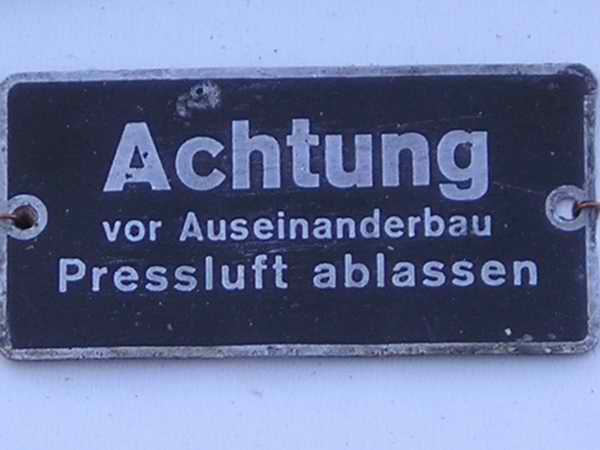 Achtung
vor Auseinanderbau
Pressluft ablassen